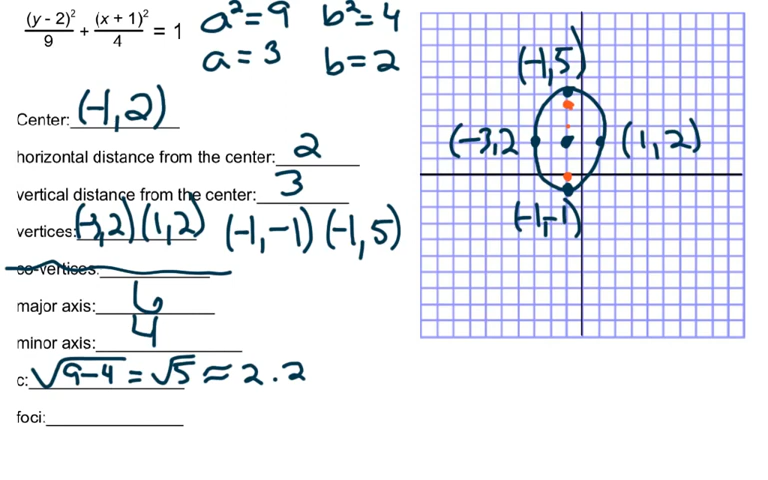 (y - 2)²/9 + (x + 1)²/4 = 1
a²=9 b²=4
a=3 b=2
Center: (-1,2)
horizontal distance from the center: 2
vertical distance from the center: 3
vertices: (-3,2) (1,2) (-1,-1) (-1,5)
co-vertices:
major axis: 6
minor axis: 4
c: √9-4 = √5 ≈ 2.2
foci:
(-1,5)
(-3,2 (1,2)
(-1,-1)